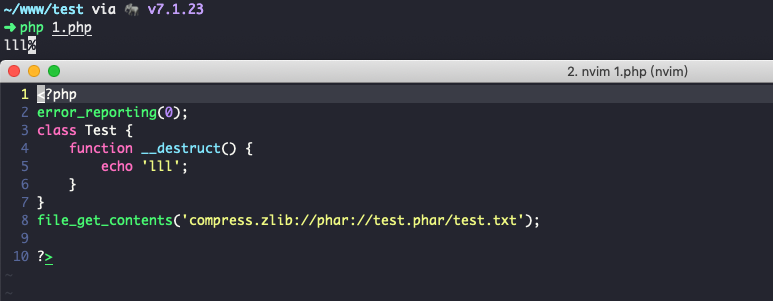 ~/www/test via 🐘 v7.1.23
➜ php 1.php
lll%
2. nvim 1.php (nvim)
1 <?php
2 error_reporting(0);
3 class Test {
4     function __destruct() {
5         echo 'lll';
6     }
7 }
8 file_get_contents('compress.zlib://phar://test.phar/test.txt');
9
10 ?>
~
~